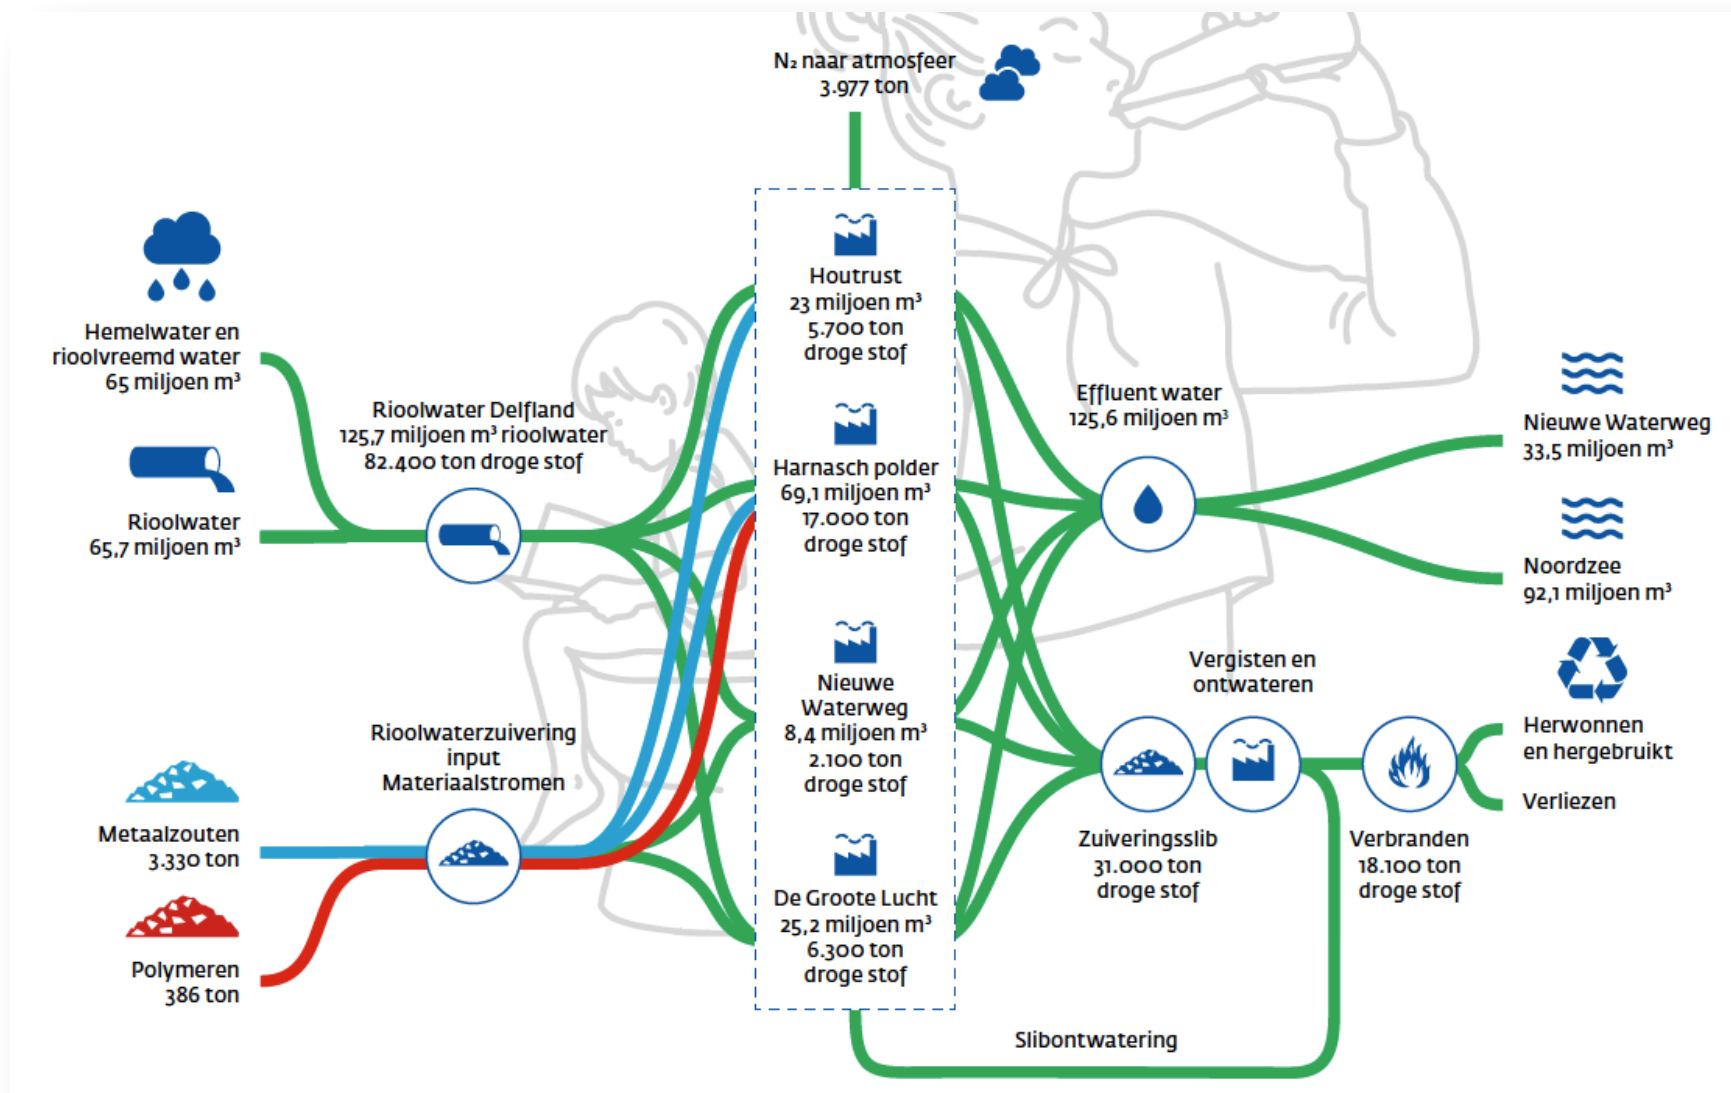 N₂ naar atmosfeer
3.977 ton
Hemelwater en
rioolvreemd water
65 miljoen m³
Rioolwater
65,7 miljoen m³
Rioolwater Delfland
125,7 miljoen m³ rioolwater
82.400 ton droge stof
Rioolwaterzuivering
input
Materiaalstromen
Metaalzouten
3.330 ton
Polymeren
386 ton
Houtrust
23 miljoen m³
5.700 ton
droge stof
Harnasch polder
69,1 miljoen m³
17.000 ton
droge stof
Nieuwe
Waterweg
8,4 miljoen m³
2.100 ton
droge stof
De Groote Lucht
25,2 miljoen m³
6.300 ton
droge stof
Effluent water
125,6 miljoen m³
Nieuwe Waterweg
33,5 miljoen m³
Noordzee
92,1 miljoen m³
Vergisten en
ontwateren
Zuiveringsslib
31.000 ton
droge stof
Verbranden
18.100 ton
droge stof
Herwonnen
en hergebruikt
Verliezen
Slibontwatering